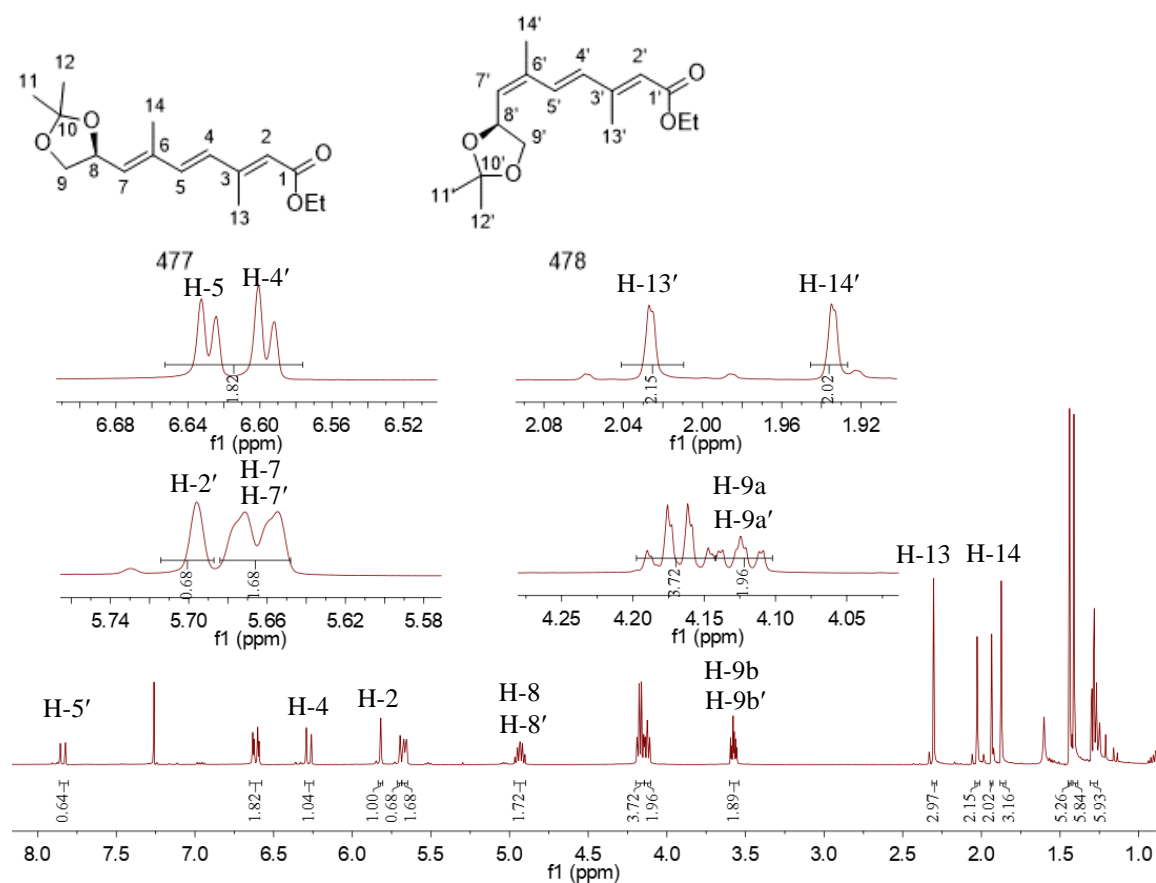 14'
12
11
O
14
10
O
6
4
2
O
9
8
7
5
3
1
13
OEt
477
14'
6'
4'
2'
O
7'
8'
5'
3'
1'
O
9'
13'
OEt
10'
O
11'
12'
478
H-5
H-4′
1.82
6.68 6.64 6.60 6.56 6.52
f1 (ppm)
H-13′
H-14′
2.15
2.02
2.08 2.04 2.00 1.96 1.92
f1 (ppm)
H-2′
H-7
H-7′
0.68
1.68
5.74 5.70 5.66 5.62 5.58
f1 (ppm)
H-9a
H-9a′
3.72
1.96
4.25 4.20 4.15 4.10 4.05
f1 (ppm)
H-5′
H-4
H-2
H-8
H-8′
H-9b
H-9b′
H-13
H-14
0.64 1.82 1.04 1.00 0.68 1.68 1.72 3.72 1.96 1.89 2.97 2.15 2.02 3.16 5.26 5.84 5.93
8.0 7.5 7.0 6.5 6.0 5.5 5.0 4.5 4.0 3.5 3.0 2.5 2.0 1.5 1.0
f1 (ppm)